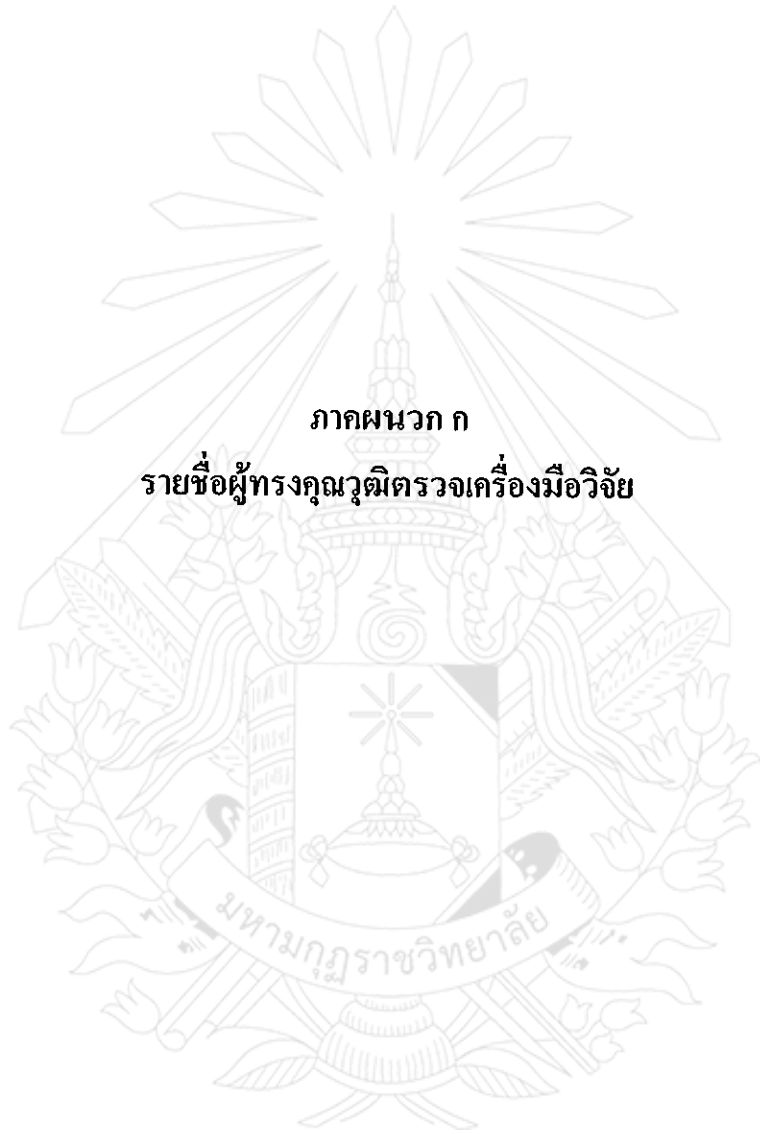 ภาคผนวก ก
รายชื่อผู้ทรงคุณวุฒิตรวจเครื่องมือวิจัย
มหามกุฏราชวิทยาลัย